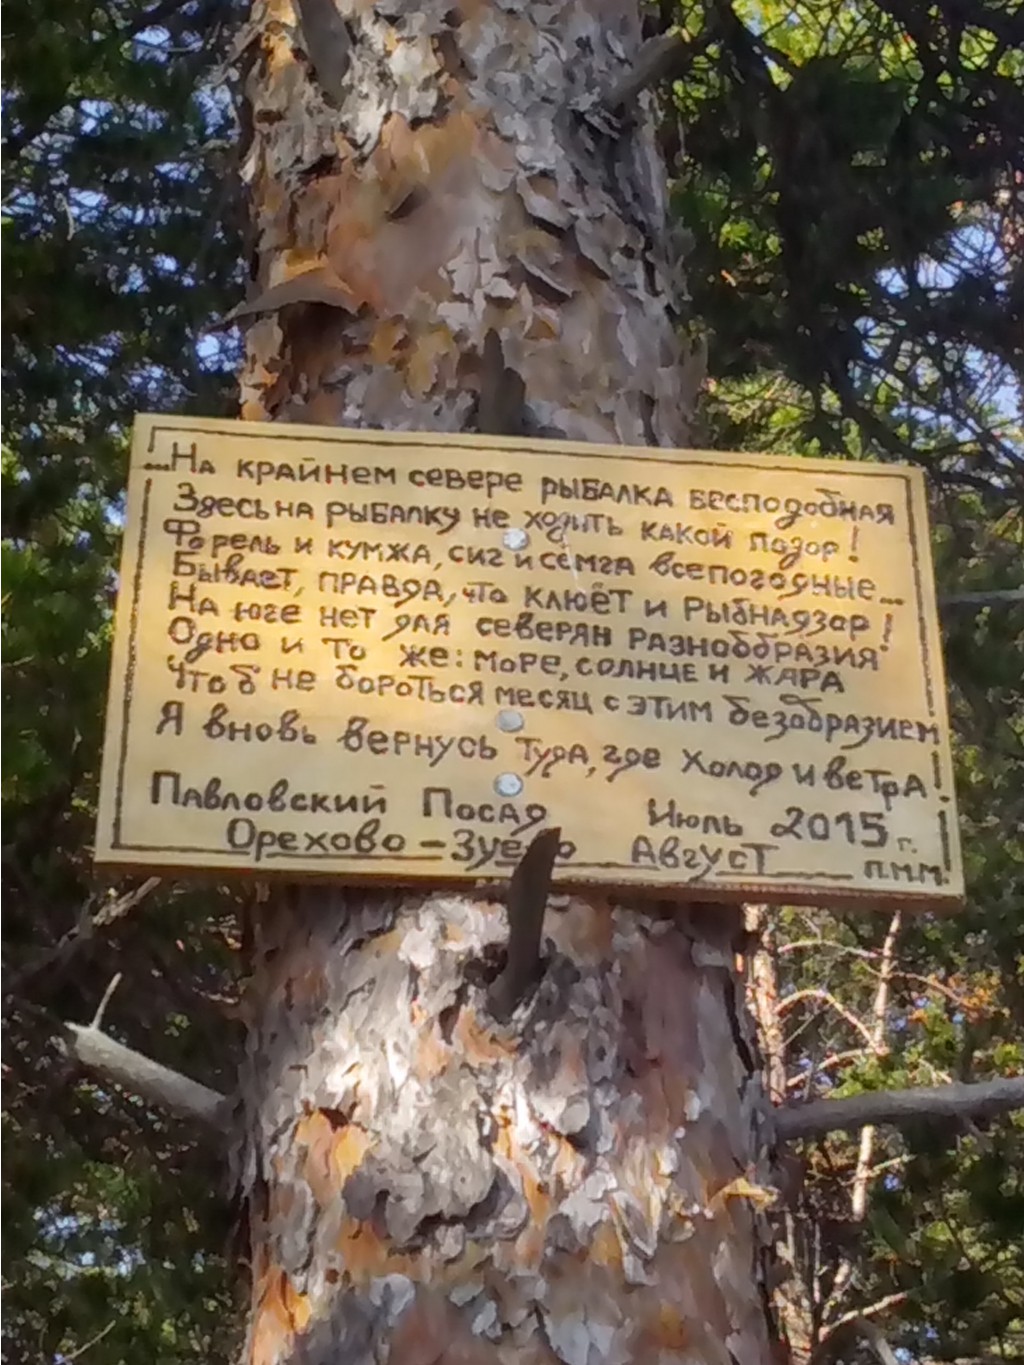 ...На крайнем севере рыбалка бесподобная
Здесь на рыбалку не ходить какой позор!
Форель и кумжа, сиг и сёмга всепогодные...
Бывает, правда, что клюёт и рыбнадзор!
На юге нет для северян разнообразия
Одно и то же: море, солнце и жара
Чтоб не бороться месяц с этим безобразием
Я вновь вернусь туда, где холод и ветра!
Павловский Посад Июль 2015 г.
Орехово-Зуево Август п.м.м.